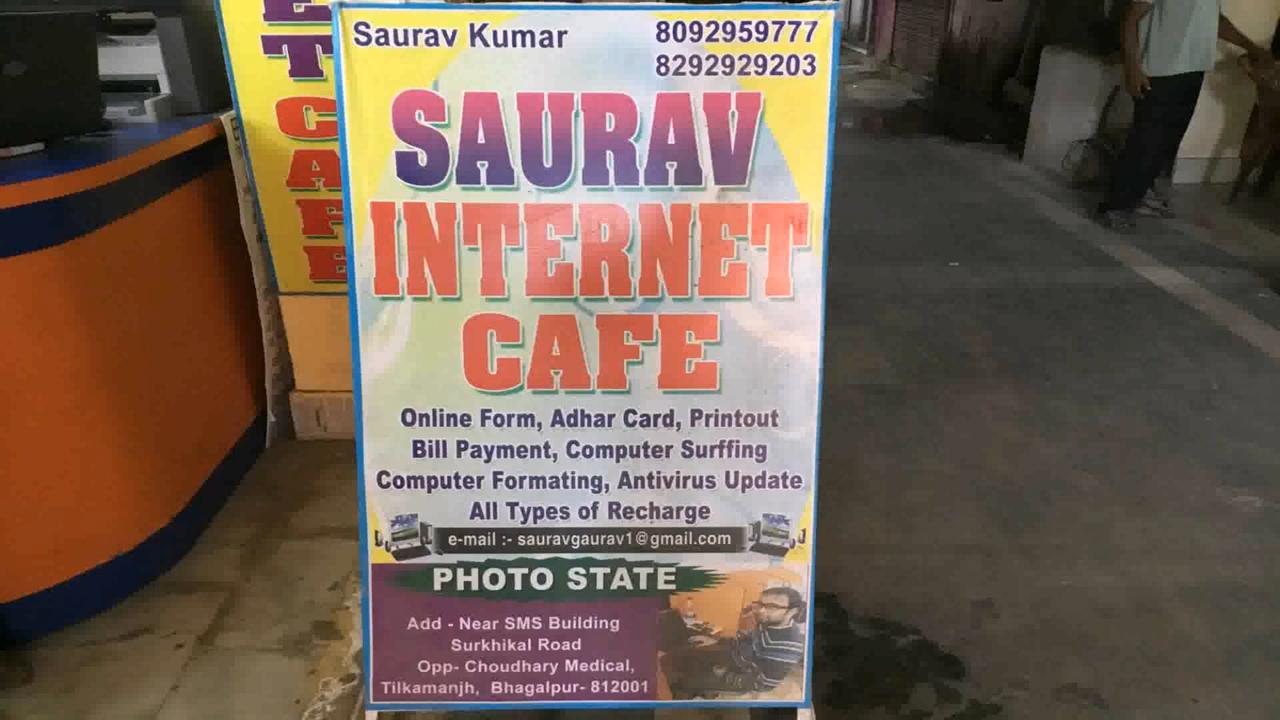 Saurav Kumar
8092959777
8292929203
SAURAV
INTERNET
CAFE
Online Form, Adhar Card, Printout
Bill Payment, Computer Surffing
Computer Formating, Antivirus Update
All Types of Recharge
e-mail :- sauravgaurav1@gmail.com
PHOTO STATE
Add - Near SMS Building
Surkhikal Road
Opp- Choudhary Medical,
Tilkamanjh, Bhagalpur- 812001
E
T
C
A
F
E